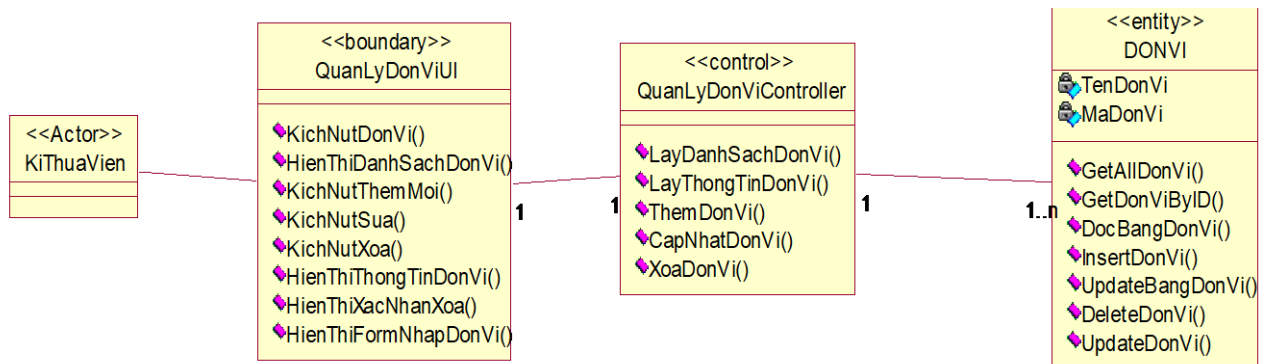 <<Actor>>
KiThuaVien
<<boundary>>
QuanLyDonViUI
KichNutDonVi()
HienThiDanhSachDonVi()
KichNutThemMoi()
KichNutSua()
KichNutXoa()
HienThiThongTinDonVi()
HienThiXacNhanXoa()
HienThiFormNhapDonVi()
1
1
<<control>>
QuanLyDonViController
LayDanhSachDonVi()
LayThongTinDonVi()
ThemDonVi()
CapNhatDonVi()
XoaDonVi()
1
1..n
<<entity>>
DONVI
TenDonVi
MaDonVi
GetAllDonVi()
GetDonViByID()
DocBangDonVi()
InsertDonVi()
UpdateBangDonVi()
DeleteDonVi()
UpdateDonVi()